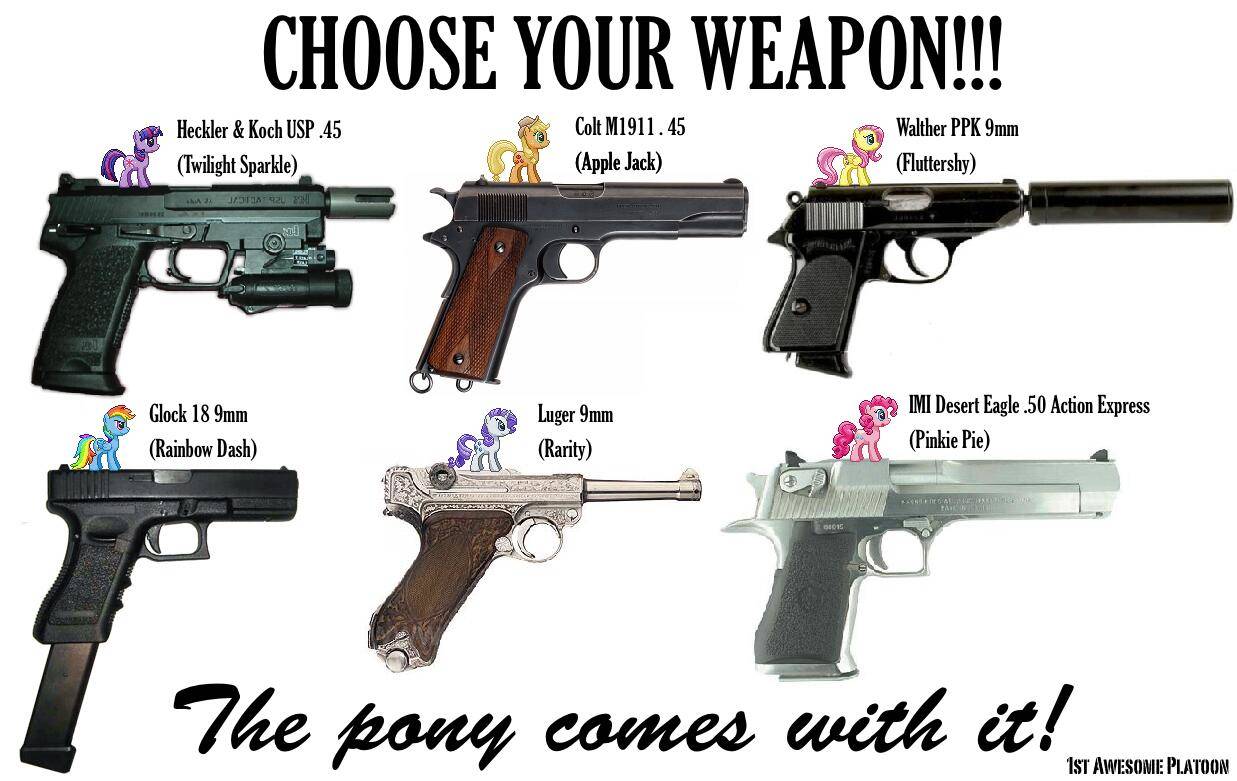 CHOOSE YOUR WEAPON!!!
Heckler & Koch USP .45
(Twilight Sparkle)
Colt M1911 . 45
(Apple Jack)
Walther PPK 9mm
(Fluttershy)
Glock 18 9mm
(Rainbow Dash)
Luger 9mm
(Rarity)
IMI Desert Eagle .50 Action Express
(Pinkie Pie)
The pony comes with it!
1st Awesome Platoon